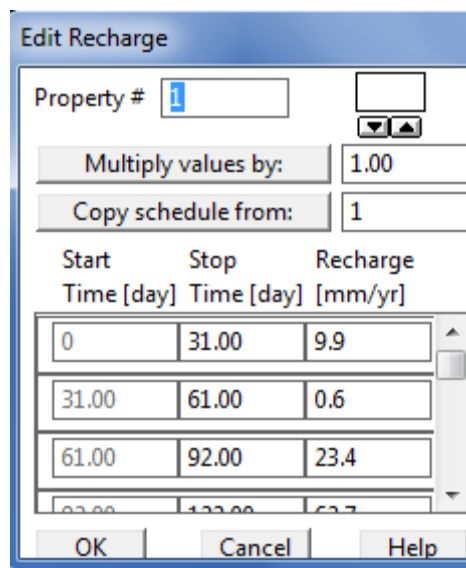 Edit Recharge
Property # 1
Multiply values by: 1.00
Copy schedule from: 1
Start Stop Recharge
Time [day] Time [day] [mm/yr]
0 31.00 9.9
31.00 61.00 0.6
61.00 92.00 23.4
OK Cancel Help